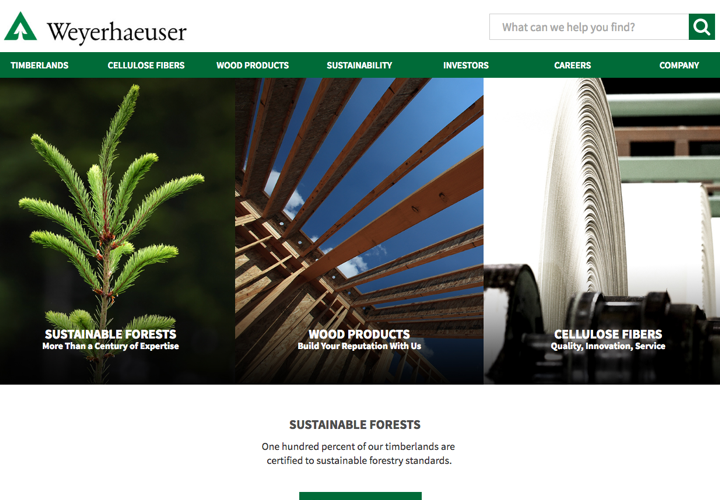 Weyerhaeuser
What can we help you find?
TIMBERLANDS CELLULOSE FIBERS WOOD PRODUCTS SUSTAINABILITY INVESTORS CAREERS COMPANY
SUSTAINABLE FORESTS
More Than a Century of Expertise
WOOD PRODUCTS
Build Your Reputation With Us
CELLULOSE FIBERS
Quality, Innovation, Service
SUSTAINABLE FORESTS
One hundred percent of our timberlands are
certified to sustainable forestry standards.